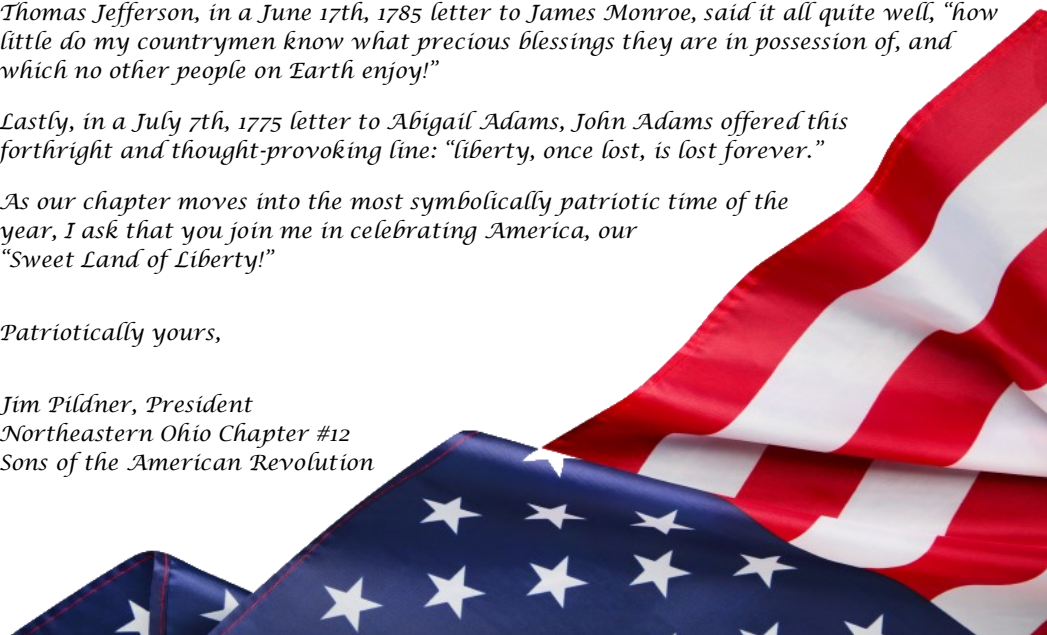 Thomas Jefferson, in a June 17th, 1785 letter to James Monroe, said it all quite well, “how
little do my countrymen know what precious blessings they are in possession of, and
which no other people on Earth enjoy!”
Lastly, in a July 7th, 1775 letter to Abigail Adams, John Adams offered this
forthright and thought-provoking line: “liberty, once lost, is lost forever.”
As our chapter moves into the most symbolically patriotic time of the
year, I ask that you join me in celebrating America, our
“Sweet Land of Liberty!”
Patriotically yours,
Jim Pildner, President
Northeastern Ohio Chapter #12
Sons of the American Revolution